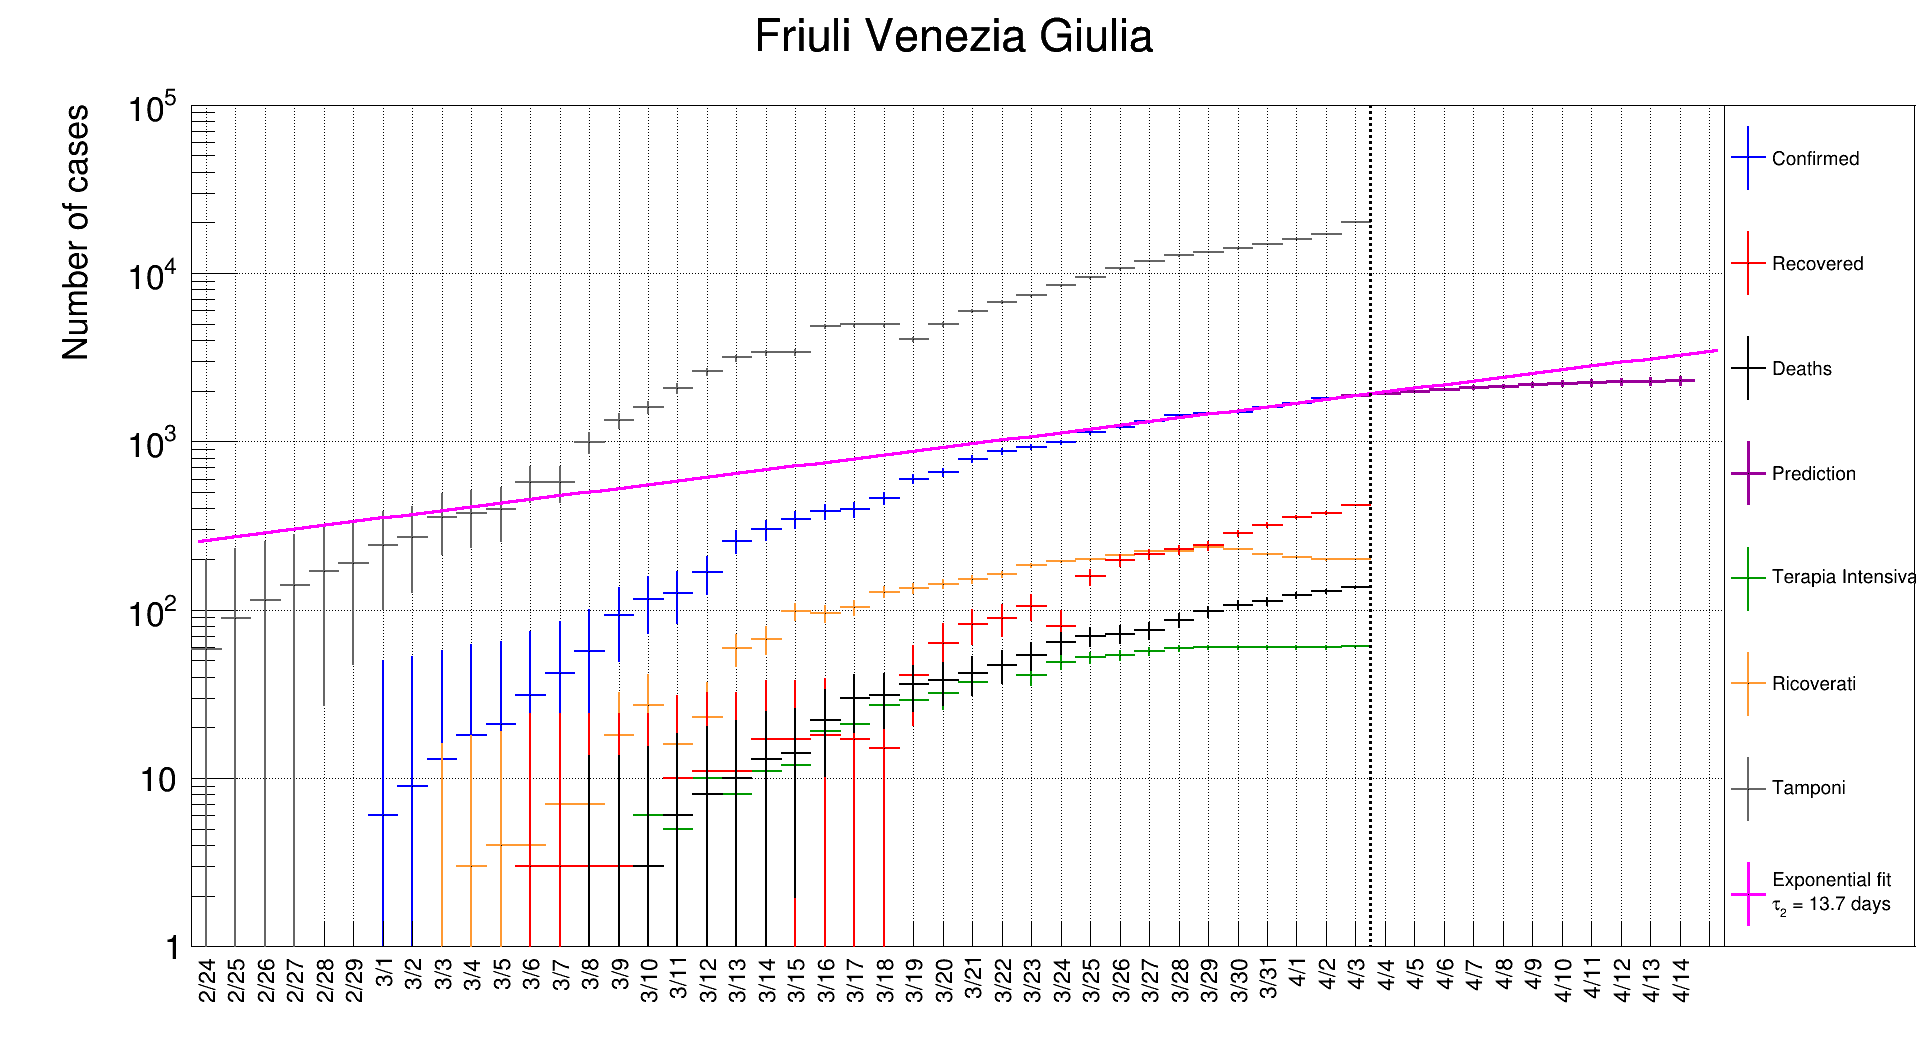 Friuli Venezia Giulia
Number of cases
10^5
10^4
10^3
10^2
10
1
2/24 2/25 2/26 2/27 2/28 2/29 3/1 3/2 3/3 3/4 3/5 3/6 3/7 3/8 3/9 3/10 3/11 3/12 3/13 3/14 3/15 3/16 3/17 3/18 3/19 3/20 3/21 3/22 3/23 3/24 3/25 3/26 3/27 3/28 3/29 3/30 3/31 4/1 4/2 4/3 4/4 4/5 4/6 4/7 4/8 4/9 4/10 4/11 4/12 4/13 4/14
Confirmed
Recovered
Deaths
Prediction
Terapia Intensiva
Ricoverati
Tamponi
Exponential fit
τ_2 = 13.7 days